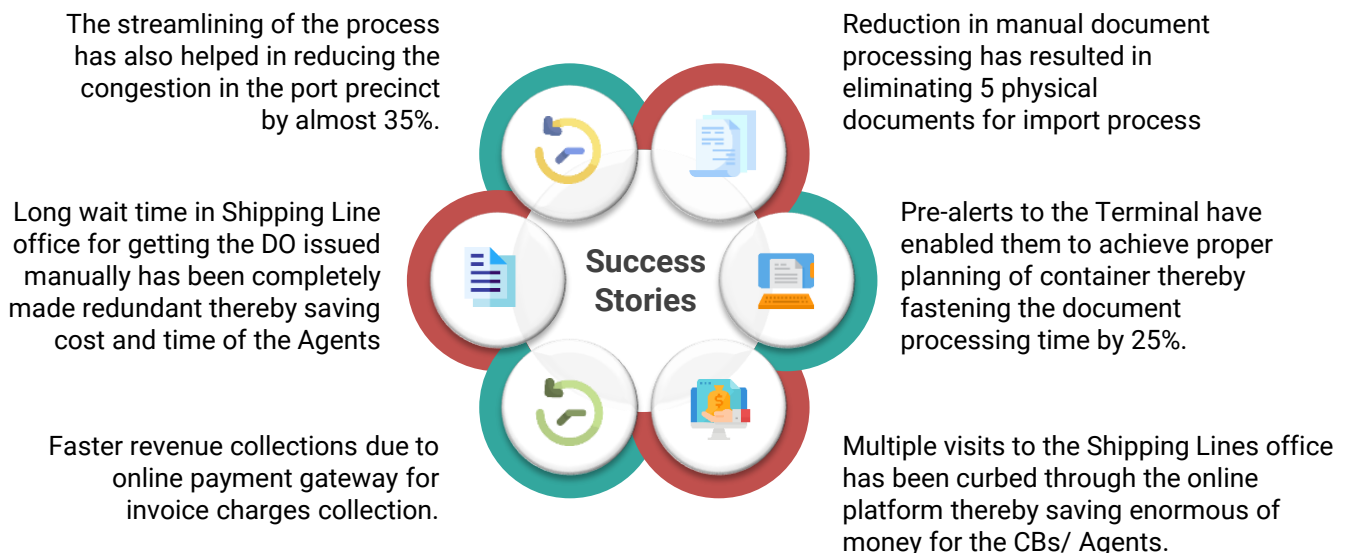 The streamlining of the process
has also helped in reducing the
congestion in the port precinct
by almost 35%.
Reduction in manual document
processing has resulted in
eliminating 5 physical
documents for import process
Long wait time in Shipping Line
office for getting the DO issued
manually has been completely
made redundant thereby saving
cost and time of the Agents
Success
Stories
Pre-alerts to the Terminal have
enabled them to achieve proper
planning of container thereby
fastening the document
processing time by 25%.
Faster revenue collections due to
online payment gateway for
invoice charges collection.
Multiple visits to the Shipping Lines office
has been curbed through the online
platform thereby saving enormous of
money for the CBs/ Agents.